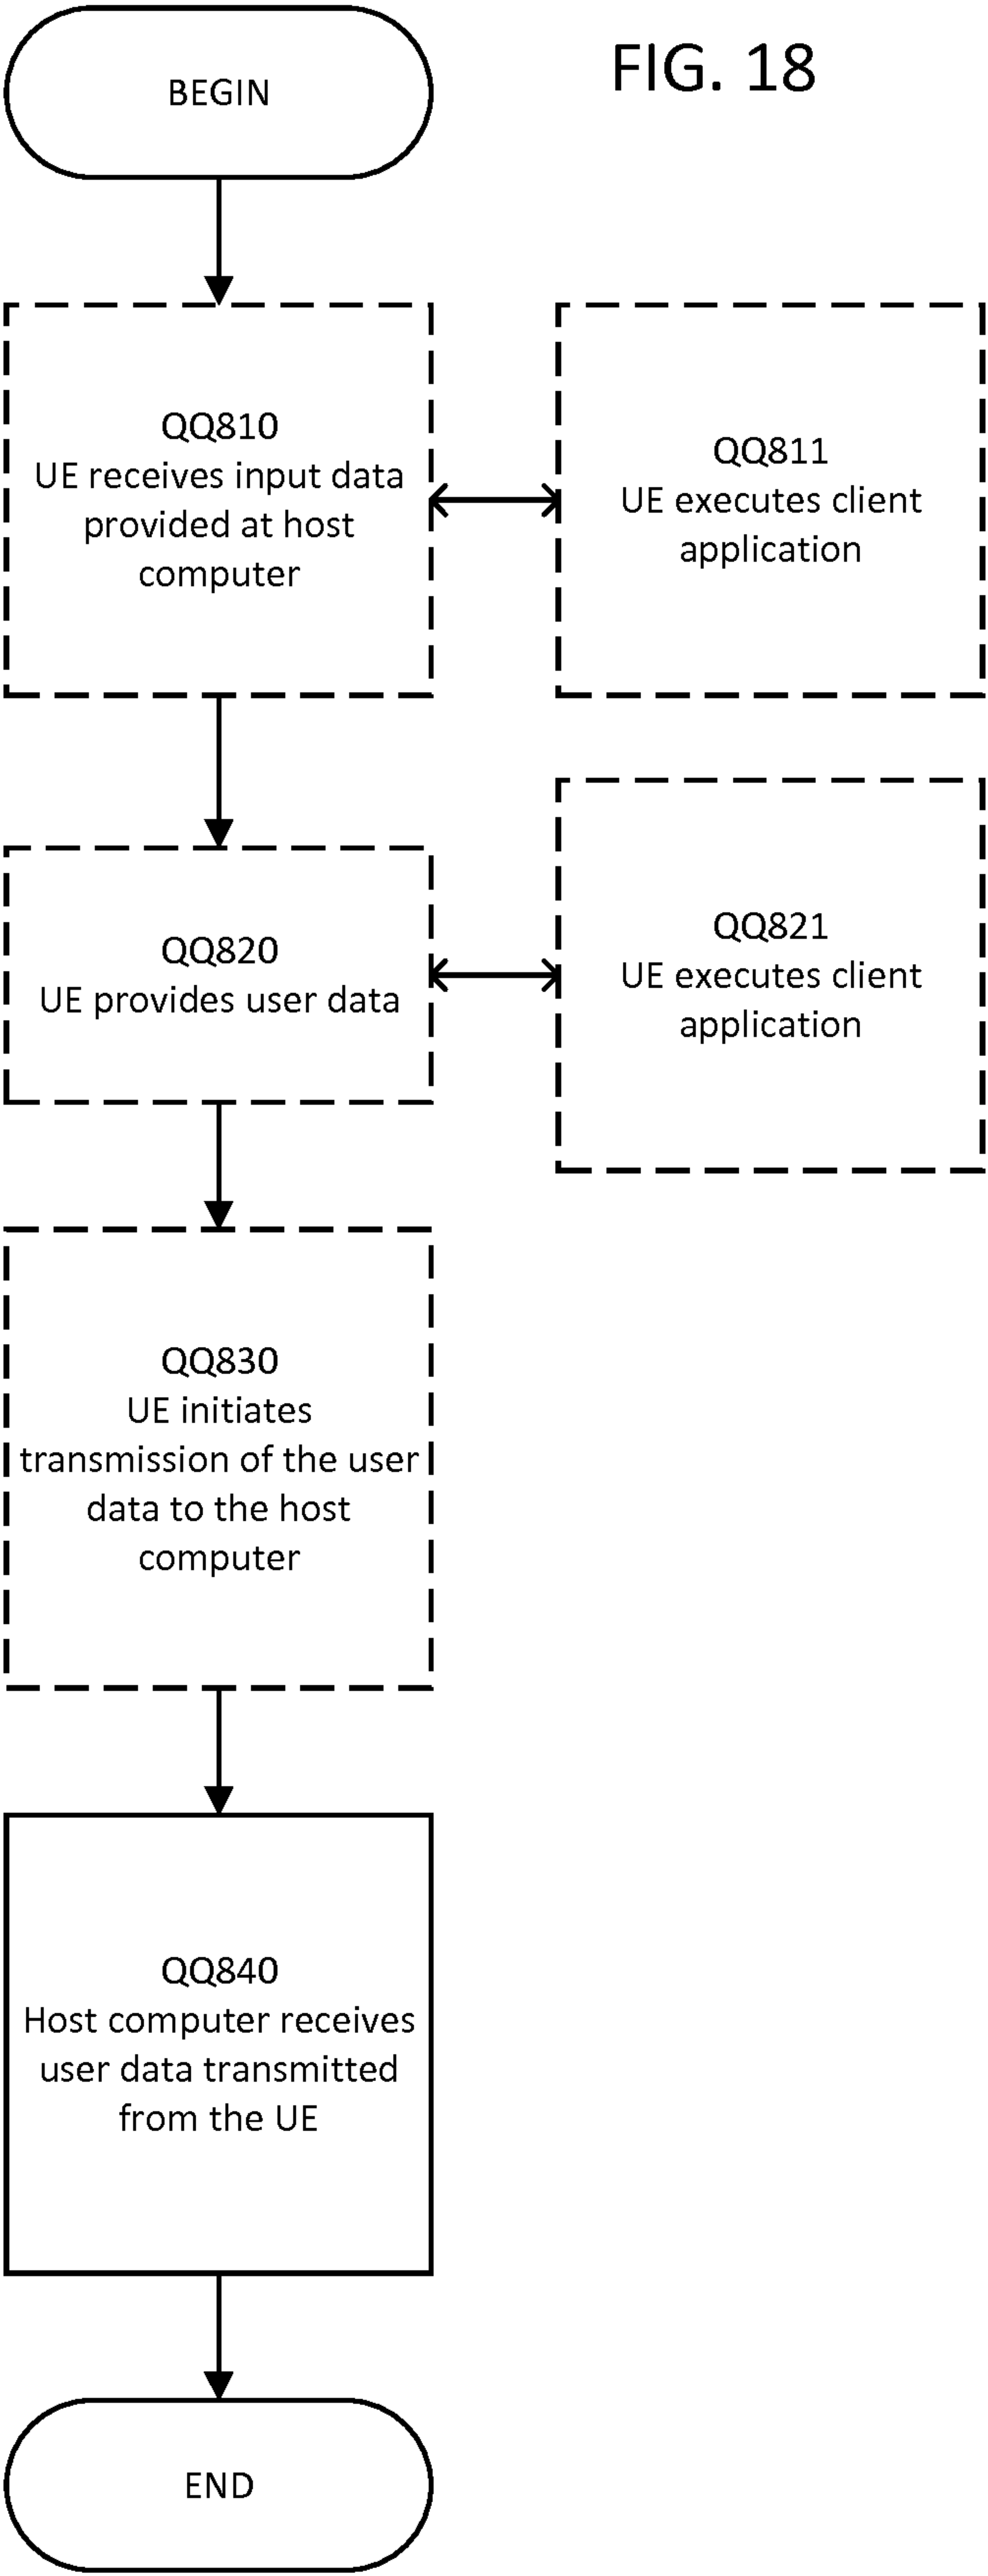 FIG. 18
BEGIN
QQ810
UE receives input data
provided at host
computer
QQ811
UE executes client
application
QQ820
UE provides user data
QQ821
UE executes client
application
QQ830
UE initiates
transmission of the user
data to the host
computer
QQ840
Host computer receives
user data transmitted
from the UE
END